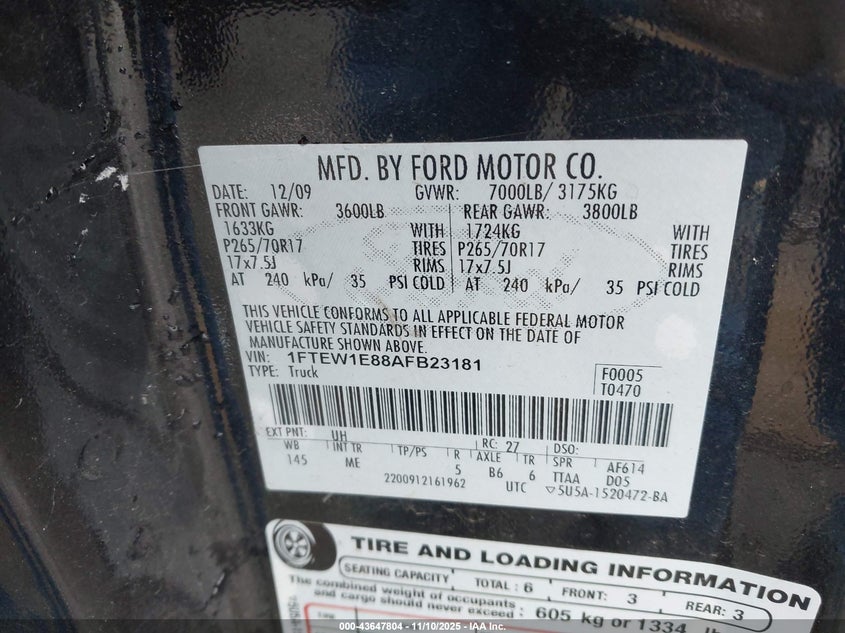 MFD. BY FORD MOTOR CO.
DATE: 12/09 GVWR: 7000LB/ 3175KG
FRONT GAWR: 3600LB REAR GAWR: 3800LB
1633KG WITH 1724KG WITH
P265/70R17 TIRES P265/70R17 TIRES
17x7.5J RIMS 17x7.5J RIMS
AT 240 kPa/ 35 PSI COLD AT 240 kPa/ 35 PSI COLD
THIS VEHICLE CONFORMS TO ALL APPLICABLE FEDERAL MOTOR
VEHICLE SAFETY STANDARDS IN EFFECT ON THE DATE OF
MANUFACTURE SHOWN ABOVE.
VIN: 1FTEW1E88AFB23181
TYPE: Truck
F0005
T0470
EXT PNT: UH RC: 27 DSO:
WB INT TR TP/PS R AXLE TR SPR AF614
145 ME 5 B6 6 TTAA D05
2200912161962 UTC ▽5U5A-1520472-BA
TIRE AND LOADING INFORMATION
SEATING CAPACITY TOTAL : 6 FRONT: 3 REAR: 3
The combined weight of occupants
and cargo should never exceed : 605 kg or 1334
000-43647804 - 11/10/2025 - IAA Inc.